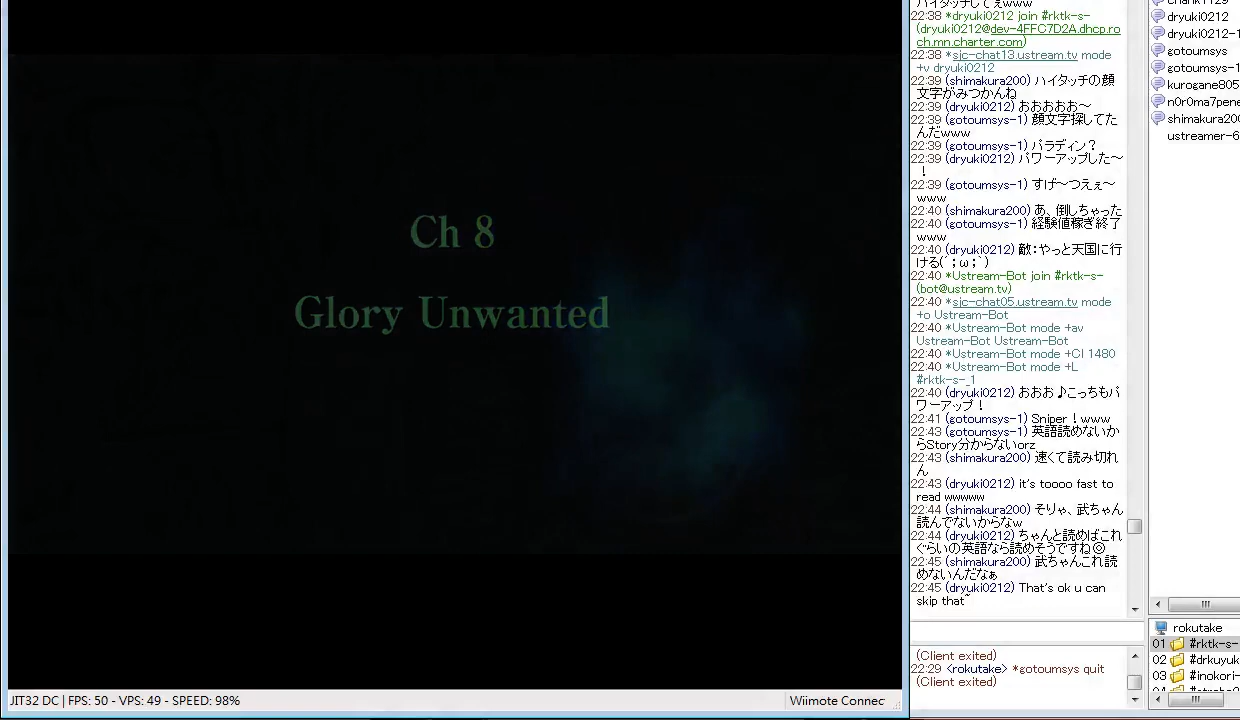 Ch 8
Glory Unwanted
JIT32 DC | FPS: 50 - VPS: 49 - SPEED: 98%
Wiimote Connec
22:38 *dryuki0212 join #rktk-s-
(dryuki0212@dev-4FFC7D2A.dhcp.ro
ch.mn.charter.com)
22:38 *sjc-chat13.ustream.tv mode
+v dryuki0212
22:39 (shimakura200) ハイタッチの顔
文字がみつかんね
22:39 (dryuki0212) おおおおお~
22:39 (gotoumsys-1) 顔文字探してた
んだwww
22:39 (gotoumsys-1) パラディン?
22:39 (dryuki0212) パワーアップした~
!
22:39 (gotoumsys-1) すげ~つえぇ~
www
22:40 (shimakura200) あ、倒しちゃった
22:40 (gotoumsys-1) 経験値稼ぎ終了
www
22:40 (dryuki0212) 敵:やっと天国に行
ける(´;ω;`)
22:40 *Ustream-Bot join #rktk-s-
(bot@ustream.tv)
22:40 *sjc-chat05.ustream.tv mode
+o Ustream-Bot
22:40 *Ustream-Bot mode +av
Ustream-Bot Ustream-Bot
22:40 *Ustream-Bot mode +Cl 1480
22:40 *Ustream-Bot mode +L
#rktk-s-_1
22:40 (dryuki0212) おおお♪こっちもパ
ワーアップ!
22:41 (gotoumsys-1) Sniper!www
22:43 (gotoumsys-1) 英語読めないか
らStory分からないorz
22:43 (shimakura200) 速くて読み切れ
ん
22:43 (dryuki0212) it's toooo fast to
read wwwww
22:44 (shimakura200) そりゃ、武ちゃん
読んでないからなw
22:44 (dryuki0212) ちゃんと読めばこれ
ぐらいの英語なら読めそうですね◎
22:45 (shimakura200) 武ちゃんこれ読
めないんだなぁ
22:45 (dryuki0212) That's ok u can
skip that~
(Client exited)
22:29 <rokutake> *gotoumsys quit
(Client exited)
dryuki0212
dryuki0212-1
gotoumsys
gotoumsys-1
kurogane805
n0r0ma7pene
shimakura200
ustreamer-6
rokutake
01 #rktk-s-
02 #drkuyuk
03 #inokori-